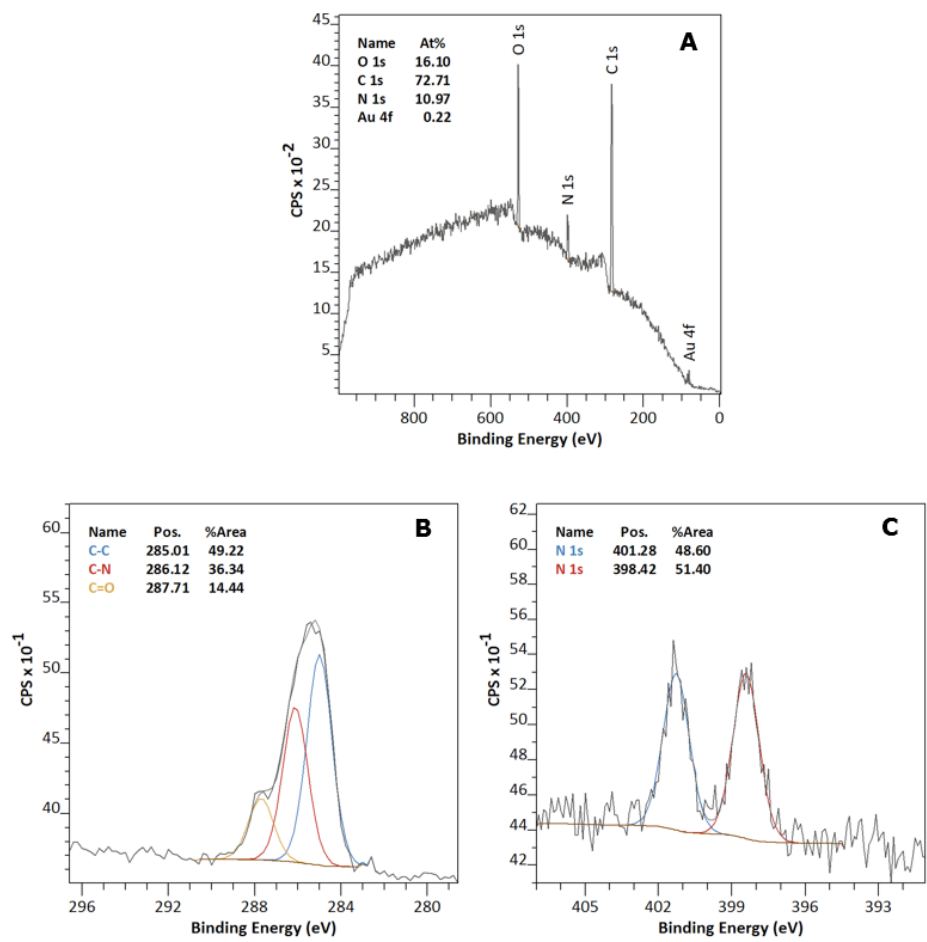 A
Name At%
O 1s 16.10
C 1s 72.71
N 1s 10.97
Au 4f 0.22
O 1s
C 1s
N 1s
Au 4f
45
40
35
30
25
20
15
10
5
CPS x 10-2
800 600 400 200 0
Binding Energy (eV)
B
Name Pos. %Area
C-C 285.01 49.22
C-N 286.12 36.34
C=O 287.71 14.44
60
55
50
45
40
CPS x 10-1
296 292 288 284 280
Binding Energy (eV)
C
Name Pos. %Area
N 1s 401.28 48.60
N 1s 398.42 51.40
62
60
58
56
54
52
50
48
46
44
42
CPS x 10-1
405 402 399 396 393
Binding Energy (eV)